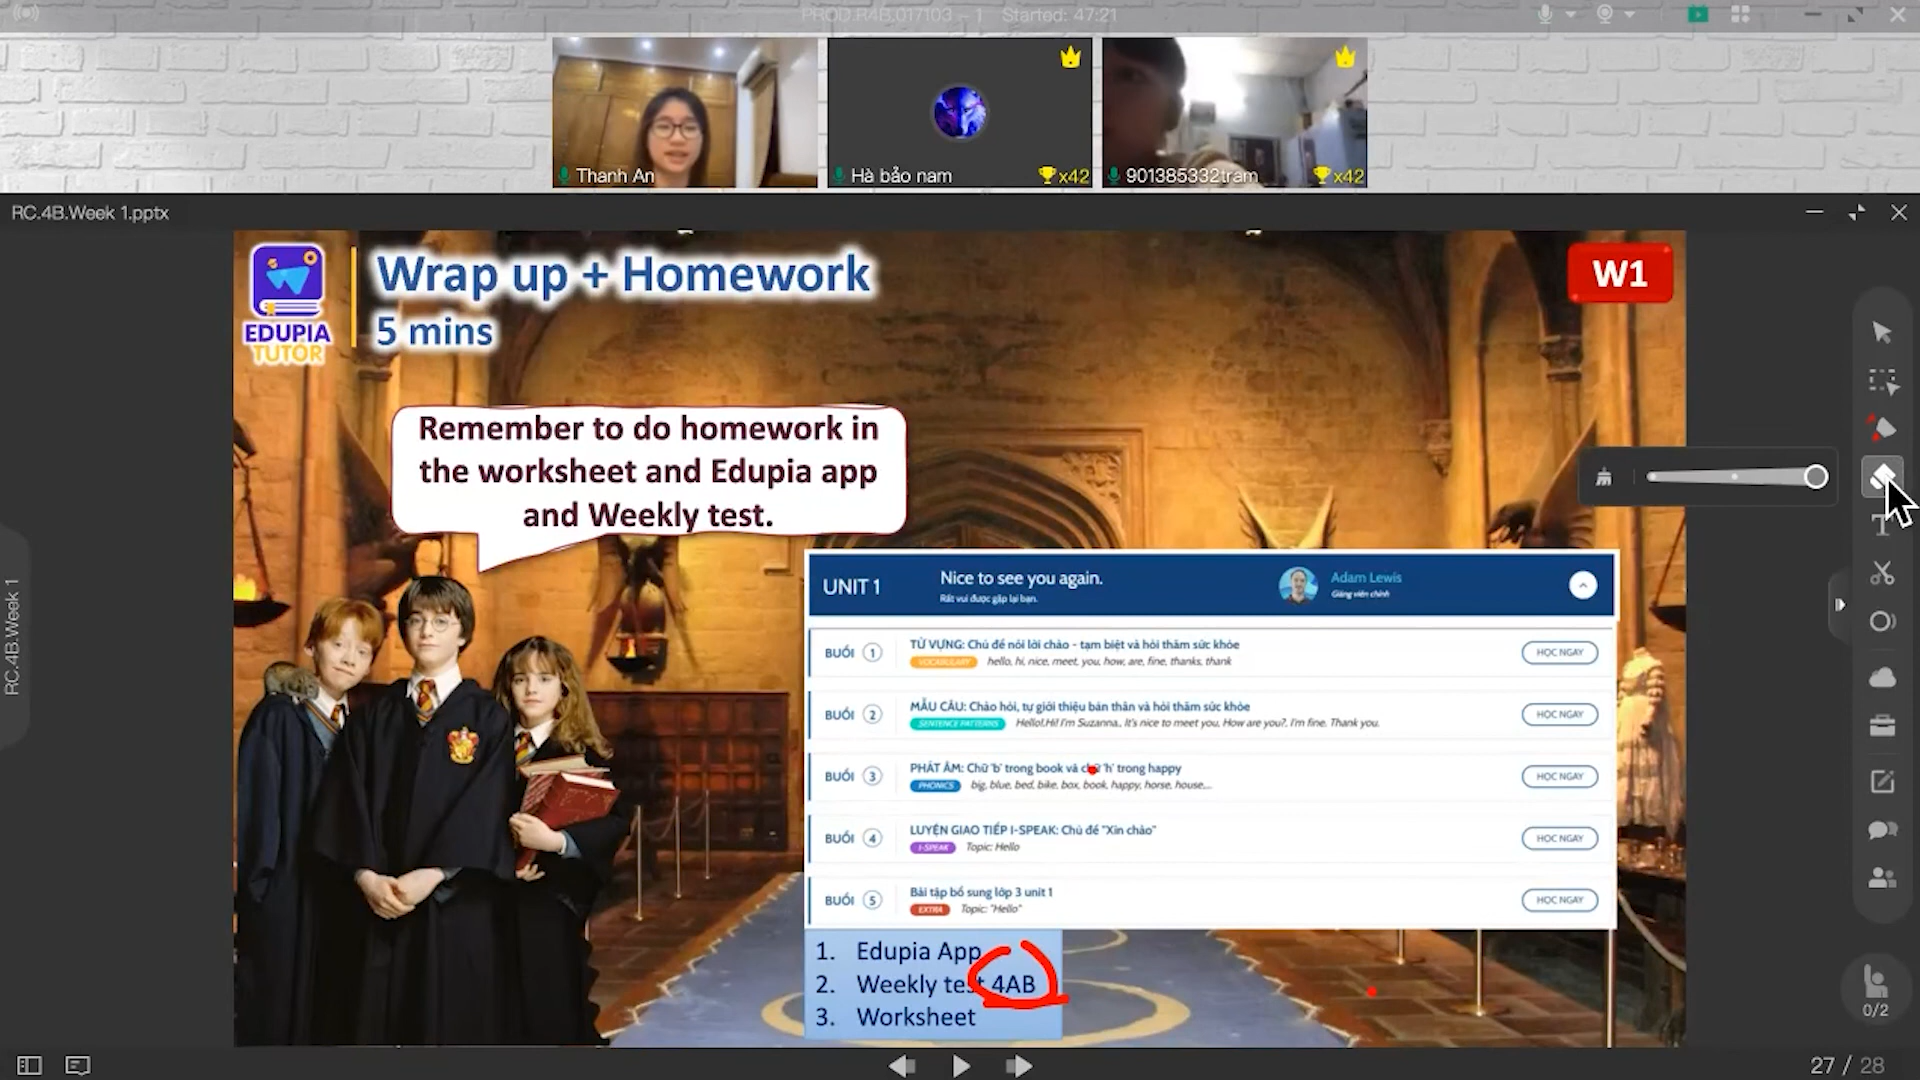 PROD.R4B.017103 – 1 Started: 47:21
Thanh An
Hà bảo nam
x42
901385332tram
x42
RC.4B.Week 1.pptx
EDUPIA
TUTOR
Wrap up + Homework
5 mins
W1
Remember to do homework in
the worksheet and Edupia app
and Weekly test.
UNIT 1
Nice to see you again.
Rất vui được gặp lại bạn.
Adam Lewis
Giảng viên chính
BUỔI 1
TỪ VỰNG: Chủ đề nói lời chào - tạm biệt và hỏi thăm sức khỏe
VOCABULARY hello, hi, nice, meet, you, how, are, fine, thanks, thank
HỌC NGAY
BUỔI 2
MẪU CÂU: Chào hỏi, tự giới thiệu bản thân và hỏi thăm sức khỏe
SENTENCE PATTERNS Hello!,Hi! I'm Suzanna., It's nice to meet you, How are you?, I'm fine. Thank you.
HỌC NGAY
BUỔI 3
PHÁT ÂM: Chữ 'b' trong book và chữ 'h' trong happy
PHONICS big, blue, bed, bike, box, book, happy, horse, house,...
HỌC NGAY
BUỔI 4
LUYỆN GIAO TIẾP I-SPEAK: Chủ đề "Xin chào"
I-SPEAK Topic: Hello
HỌC NGAY
BUỔI 5
Bài tập bổ sung lớp 3 unit 1
EXTRA Topic: "Hello"
HỌC NGAY
1. Edupia App
2. Weekly test 4AB
3. Worksheet
RC.4B.Week 1
0/2
27 / 28